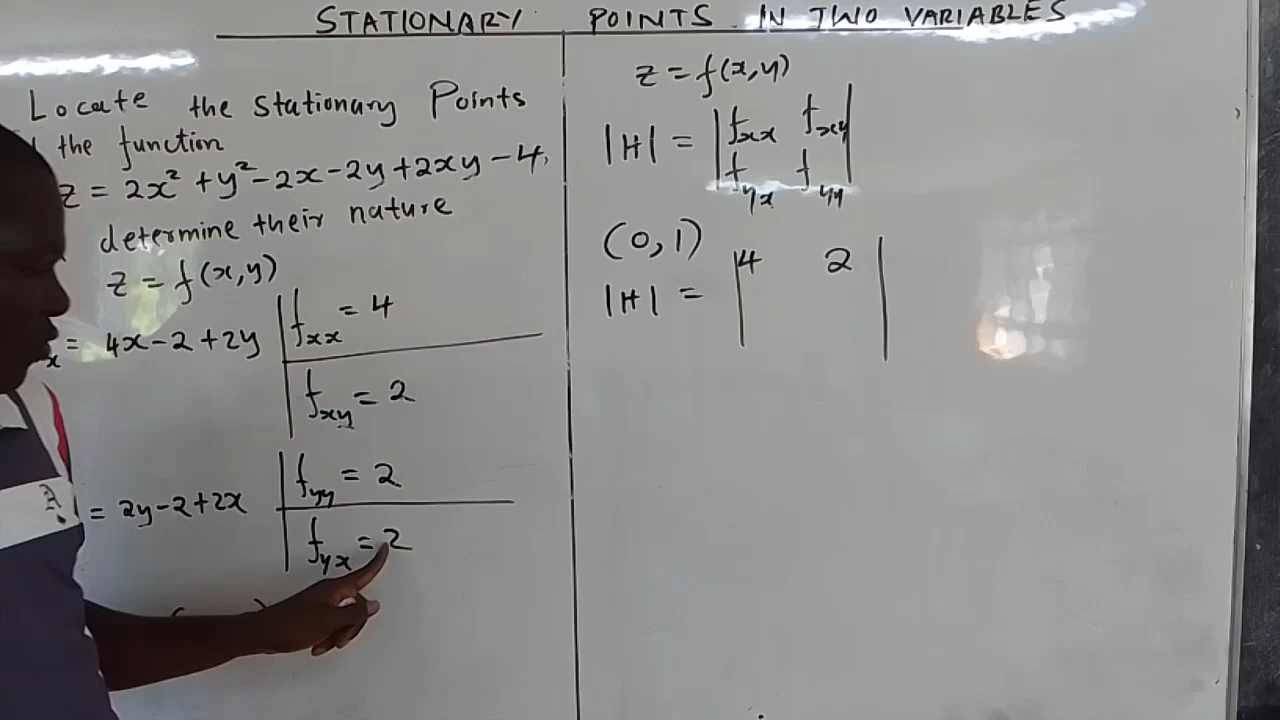 STATIONARY POINTS IN TWO VARIABLES
Locate the Stationary Points
the function
z = 2x² + y² - 2x - 2y + 2xy - 4,
determine their nature
z = f(x,y)
x = 4x - 2 + 2y
fxx = 4
fxy = 2
= 2y - 2 + 2x
fyy = 2
fyx = 2
z = f(x,y)
|H| = | fxx fxy |
| fyx fyy |
(0,1)
|H| = | 4 2 |